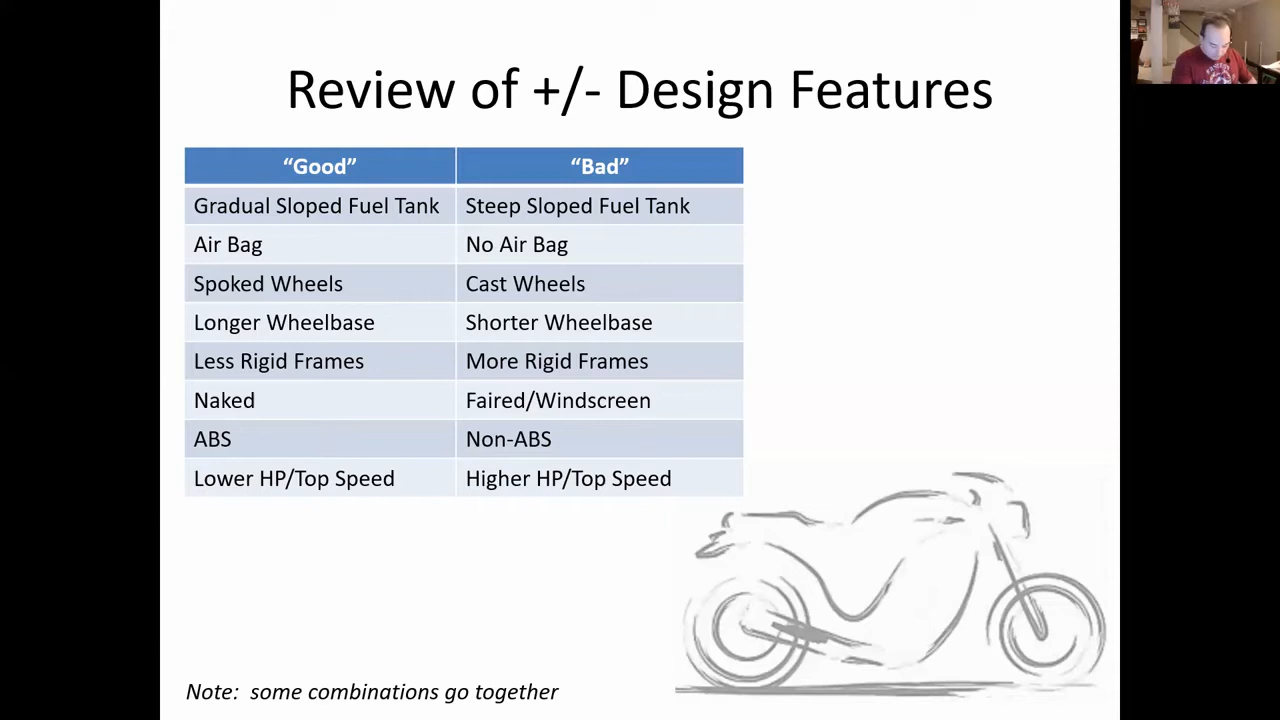 Review of +/- Design Features
“Good” “Bad”
Gradual Sloped Fuel Tank Steep Sloped Fuel Tank
Air Bag No Air Bag
Spoked Wheels Cast Wheels
Longer Wheelbase Shorter Wheelbase
Less Rigid Frames More Rigid Frames
Naked Faired/Windscreen
ABS Non-ABS
Lower HP/Top Speed Higher HP/Top Speed
Note: some combinations go together